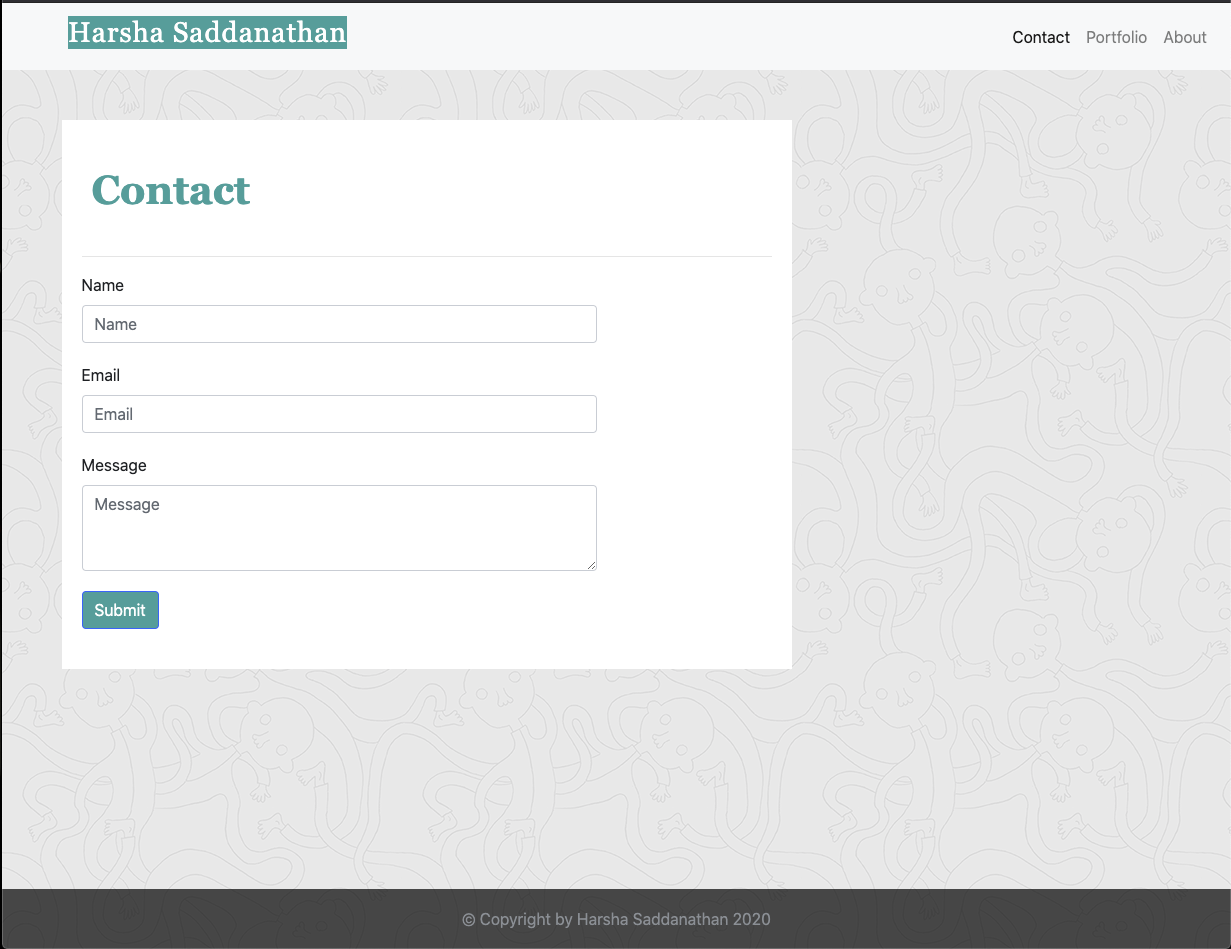 Harsha Saddanathan
Contact Portfolio About
Contact
Name
Name
Email
Email
Message
Message
Submit
© Copyright by Harsha Saddanathan 2020